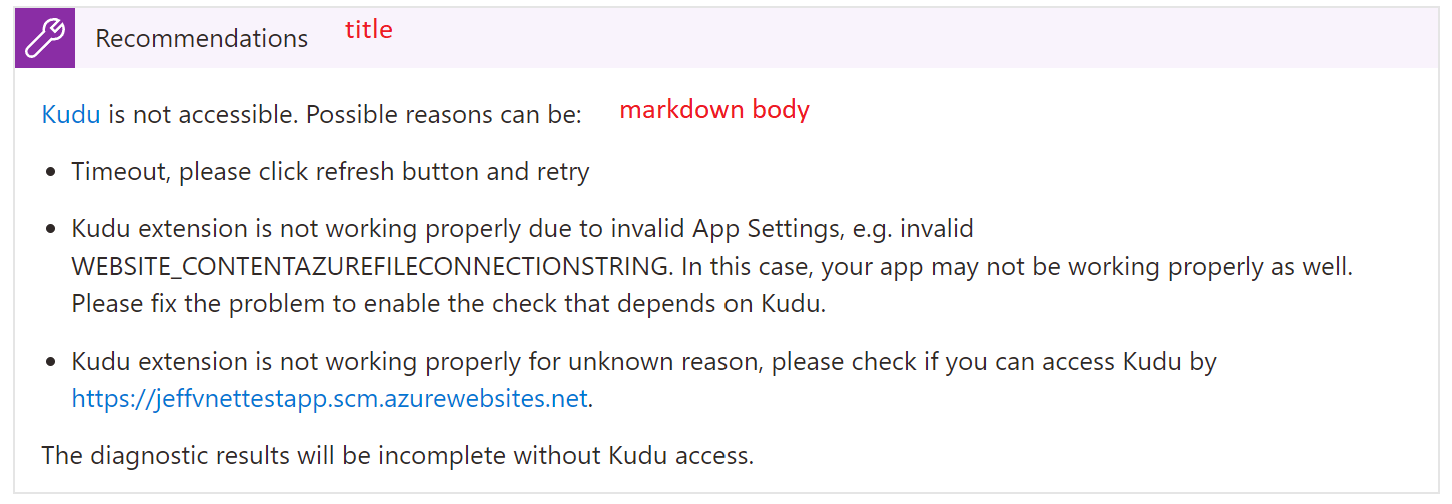 Recommendations title
Kudu is not accessible. Possible reasons can be: markdown body
• Timeout, please click refresh button and retry
• Kudu extension is not working properly due to invalid App Settings, e.g. invalid
WEBSITE_CONTENTAZUREFILECONNECTIONSTRING. In this case, your app may not be working properly as well.
Please fix the problem to enable the check that depends on Kudu.
• Kudu extension is not working properly for unknown reason, please check if you can access Kudu by
https://jeffvnettestapp.scm.azurewebsites.net.
The diagnostic results will be incomplete without Kudu access.